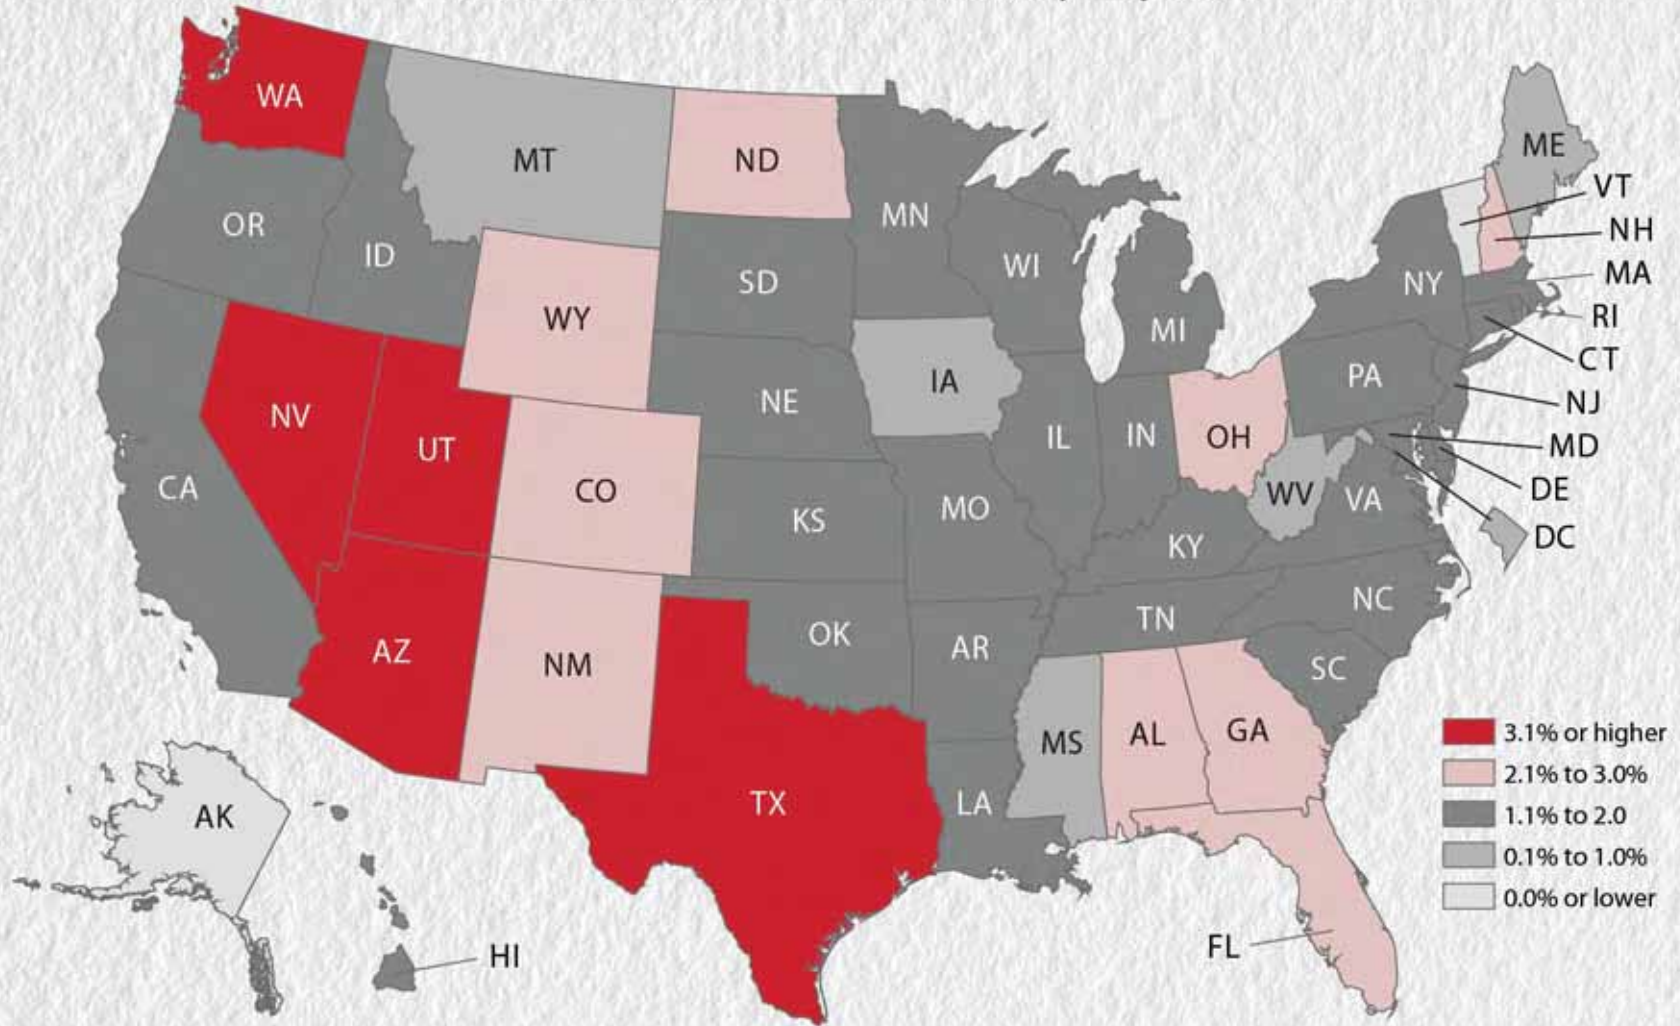 WA
MT
ND
ME
VT
OR
ID
MN
NH
SD
WI
NY
MA
WY
MI
RI
CT
NV
NE
IA
PA
NJ
UT
IL
IN
OH
MD
CA
CO
DE
KS
MO
WV
VA
DC
KY
NC
AZ
NM
OK
AR
TN
SC
MS
AL
GA
AK
TX
LA
FL
HI
3.1% or higher
2.1% to 3.0%
1.1% to 2.0
0.1% to 1.0%
0.0% or lower